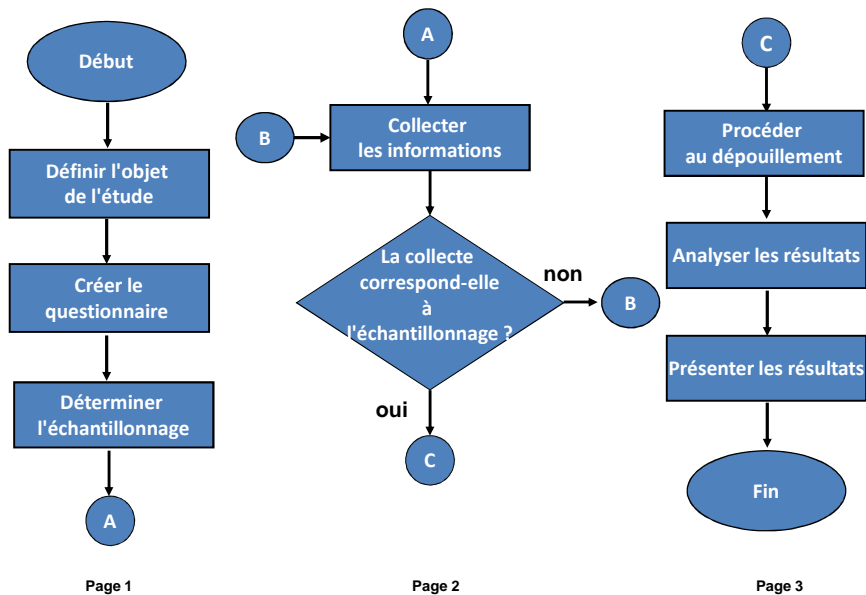 Début
Définir l'objet
de l'étude
Créer le
questionnaire
Déterminer
l'échantillonnage
A
Page 1
A
B
Collecter
les informations
La collecte
correspond-elle
à
l'échantillonnage ?
non
B
oui
C
Page 2
C
Procéder
au dépouillement
Analyser les résultats
Présenter les résultats
Fin
Page 3